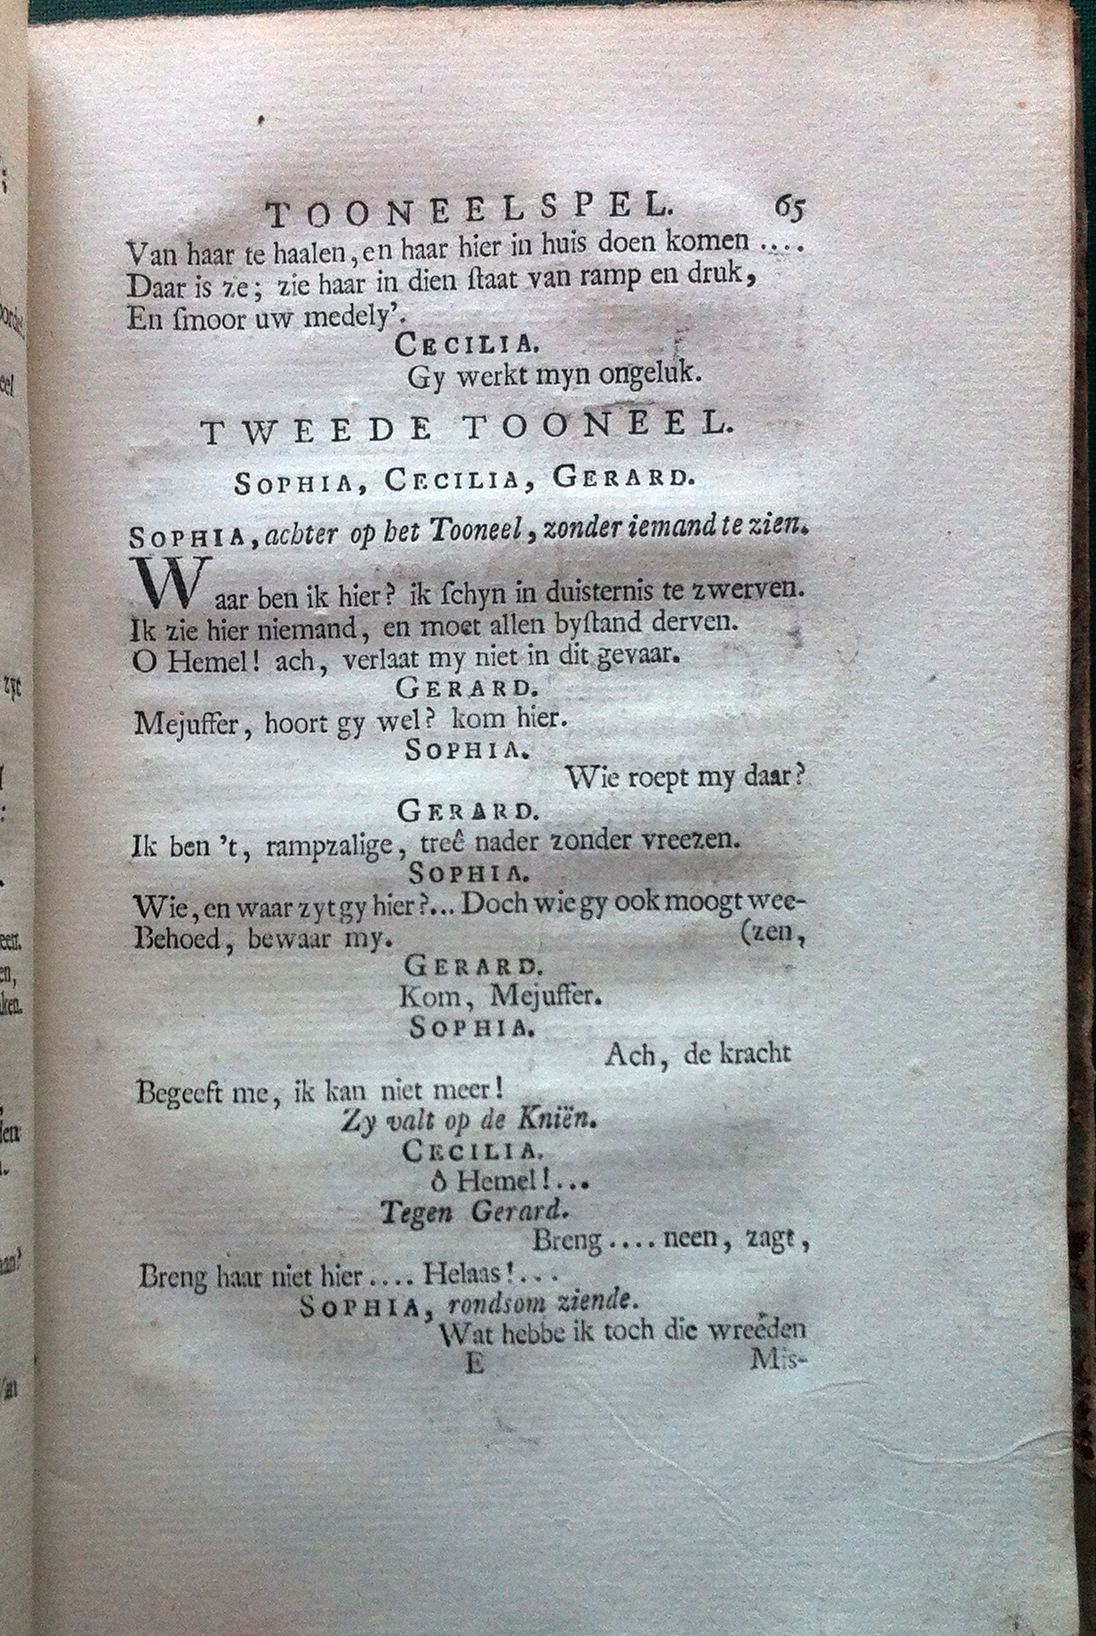 TOONEELSPEL. 65
Van haar te haalen, en haar hier in huis doen komen ....
Daar is ze; zie haar in dien ſtaat van ramp en druk,
En ſmoor uw medely'.
CECILIA.
Gy werkt myn ongeluk.
TWEEDE TOONEEL.
SOPHIA, CECILIA, GERARD.
SOPHIA, achter op het Tooneel, zonder iemand te zien.
Waar ben ik hier? ik ſchyn in duisternis te zwerven.
Ik zie hier niemand, en moet allen byſtand derven.
O Hemel! ach, verlaat my niet in dit gevaar.
GERARD.
Mejuffer, hoort gy wel? kom hier.
SOPHIA.
Wie roept my daar?
GERARD.
Ik ben 't, rampzalige, treê nader zonder vreezen.
SOPHIA.
Wie, en waar zyt gy hier?... Doch wie gy ook moogt wee-
(zen,
Behoed, bewaar my.
GERARD.
Kom, Mejuffer.
SOPHIA.
Ach, de kracht
Begeeft me, ik kan niet meer!
Zy valt op de Kniën.
CECILIA.
ô Hemel!...
Tegen Gerard.
Breng .... neen, zagt,
Breng haar niet hier .... Helaas!...
SOPHIA, rondsom ziende.
Wat hebbe ik toch die wreêden
E Mis-